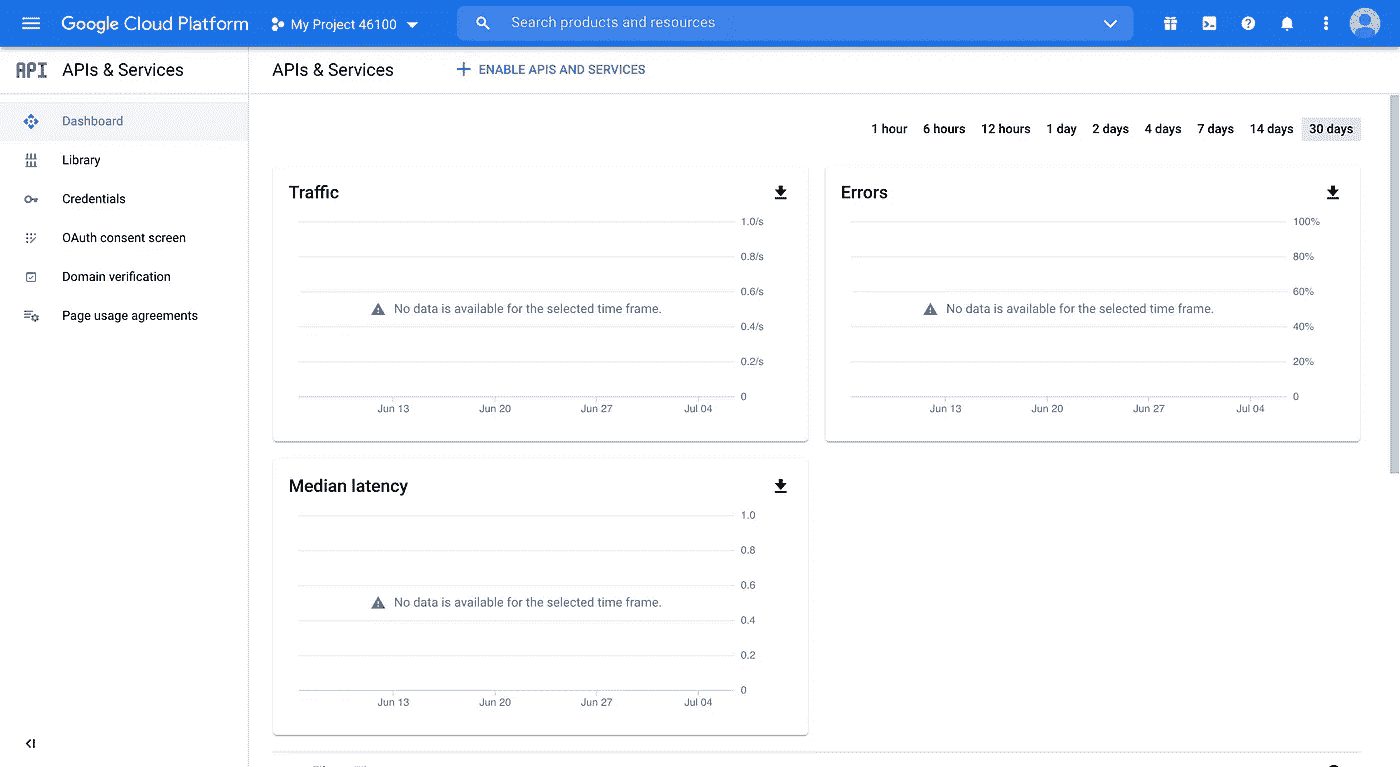 Google Cloud Platform My Project 46100 Search products and resources
API APIs & Services
APIs & Services + ENABLE APIS AND SERVICES
Dashboard
Library
Credentials
OAuth consent screen
Domain verification
Page usage agreements
1 hour 6 hours 12 hours 1 day 2 days 4 days 7 days 14 days 30 days
Traffic
1.0/s
0.8/s
0.6/s
No data is available for the selected time frame.
0.4/s
0.2/s
0
Jun 13 Jun 20 Jun 27 Jul 04
Errors
100%
80%
60%
No data is available for the selected time frame.
40%
20%
0
Jun 13 Jun 20 Jun 27 Jul 04
Median latency
1.0
0.8
0.6
No data is available for the selected time frame.
0.4
0.2
0
Jun 13 Jun 20 Jun 27 Jul 04